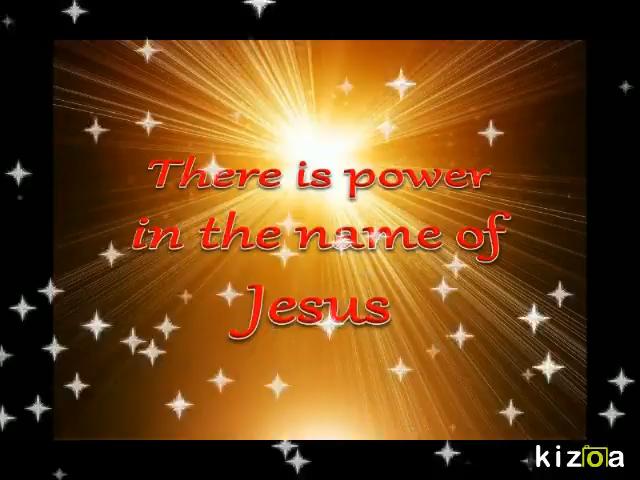 There is power
in the name of
Jesus
kizoa